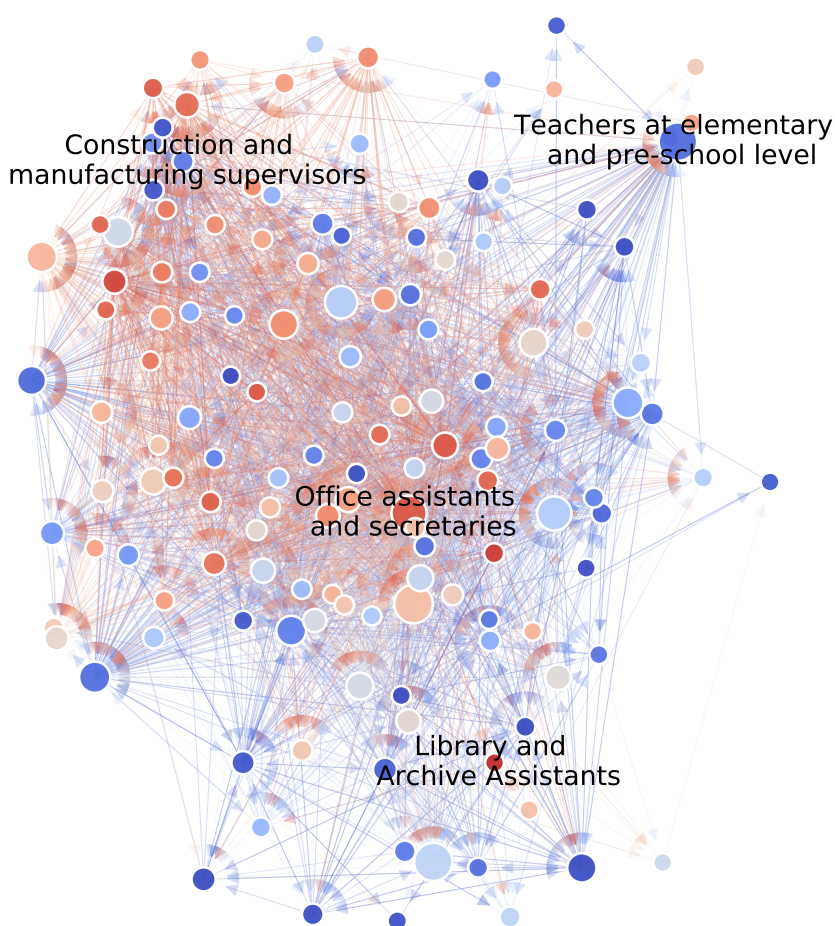 Teachers at elementary
and pre-school level
Construction and
manufacturing supervisors
Office assistants
and secretaries
Library and
Archive Assistants